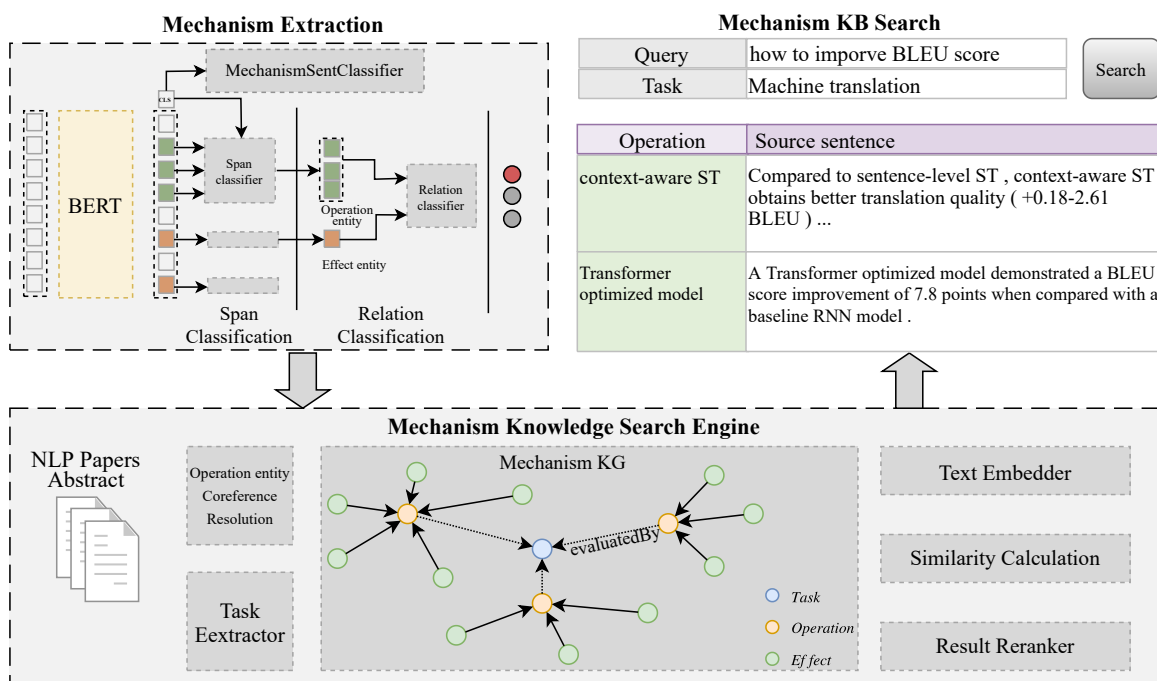 Mechanism Extraction
MechanismSentClassifier
CLS
BERT
Span
classifier
Operation
entity
Effect entity
Relation
classifier
Span
Classification
Relation
Classification
Mechanism KB Search
Query
how to imporve BLEU score
Task
Machine translation
Search
Operation
Source sentence
context-aware ST
Compared to sentence-level ST , context-aware ST
obtains better translation quality ( +0.18-2.61
BLEU ) ...
Transformer
optimized model
A Transformer optimized model demonstrated a BLEU
score improvement of 7.8 points when compared with a
baseline RNN model .
Mechanism Knowledge Search Engine
NLP Papers
Abstract
Operation entity
Coreference
Resolution
Task
Eextractor
Mechanism KG
evaluatedBy
Task
Operation
Effect
Text Embedder
Similarity Calculation
Result Reranker